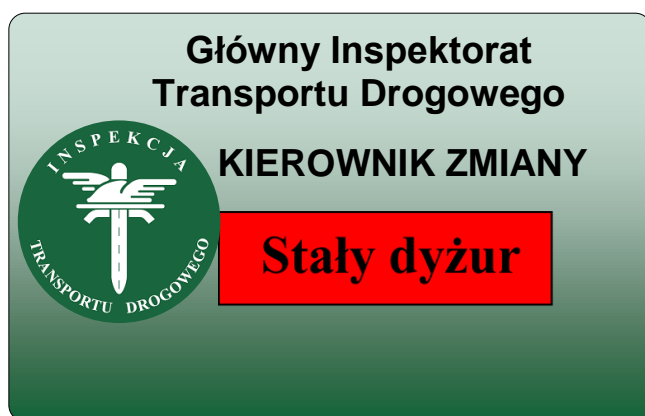 Główny Inspektorat
Transportu Drogowego
KIEROWNIK ZMIANY
INSPEKCJA
TRANSPORTU DROGOWEGO
Stały dyżur